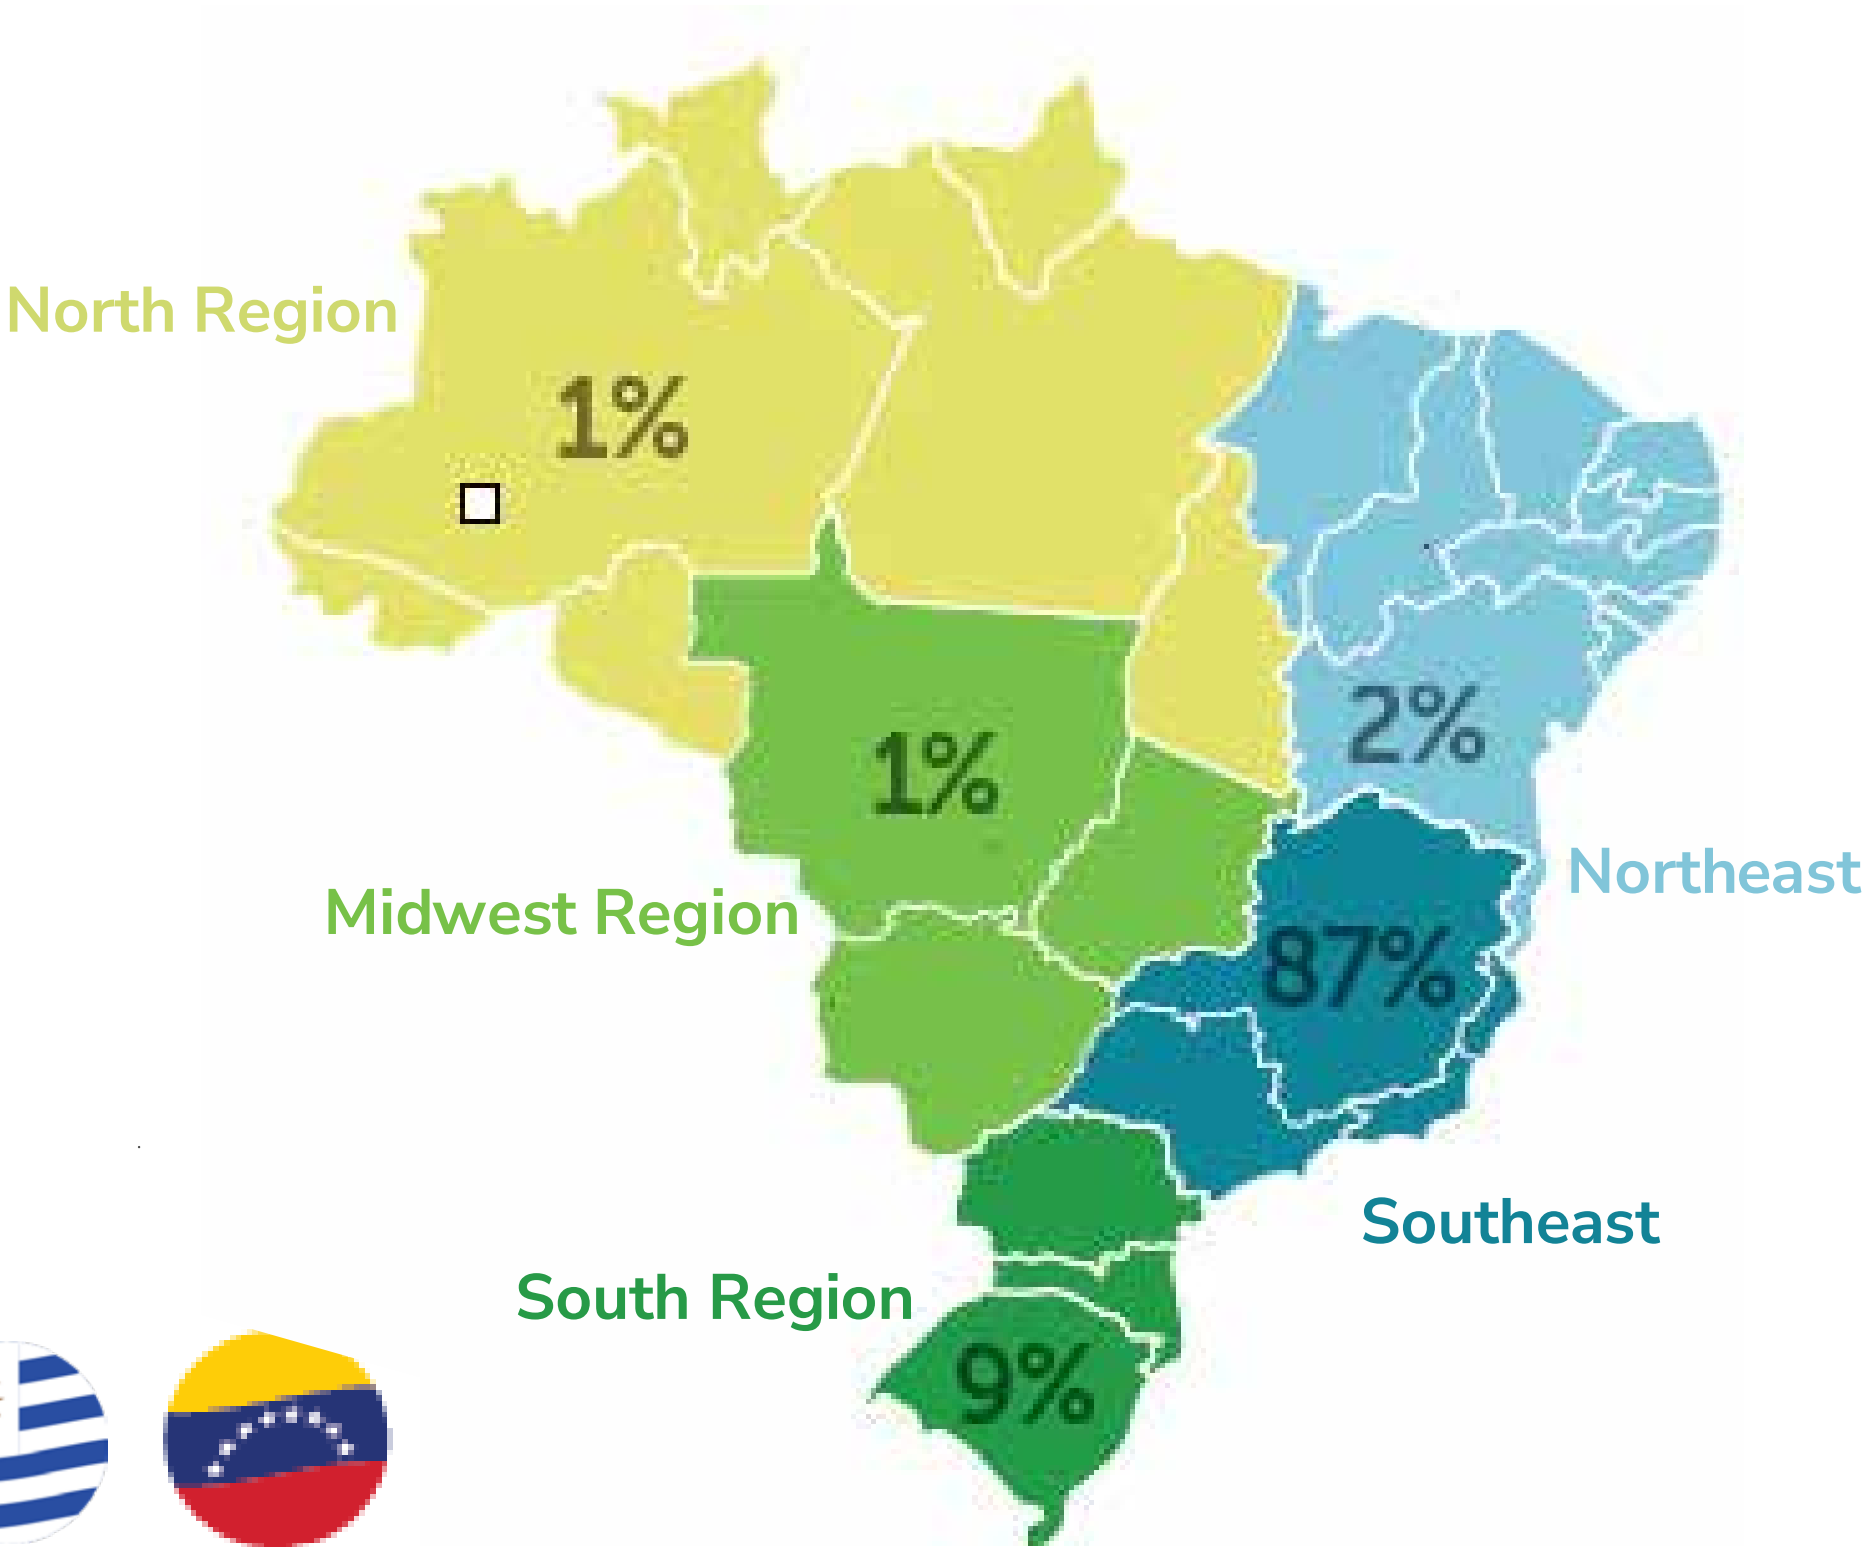 North Region
1%
2%
1%
Northeast
Midwest Region
87%
Southeast
South Region
9%